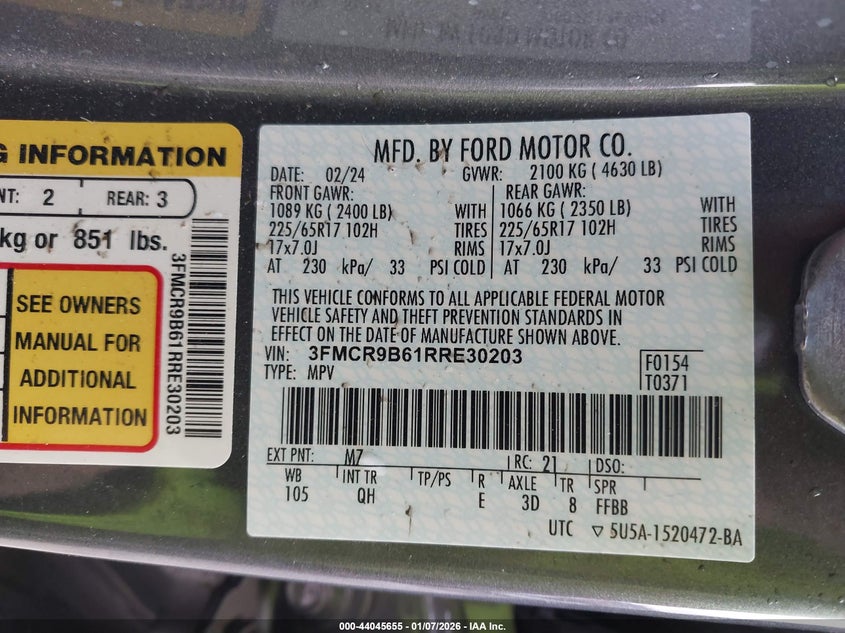 G INFORMATION
NT: 2 REAR: 3
kg or 851 lbs.
SEE OWNERS
MANUAL FOR
ADDITIONAL
INFORMATION
3FMCR9B61RRE30203
MFD. BY FORD MOTOR CO.
DATE: 02/24 GVWR: 2100 KG ( 4630 LB)
FRONT GAWR: REAR GAWR:
1089 KG ( 2400 LB) WITH 1066 KG ( 2350 LB) WITH
225/65R17 102H TIRES 225/65R17 102H TIRES
17x7.0J RIMS 17x7.0J RIMS
AT 230 kPa/ 33 PSI COLD AT 230 kPa/ 33 PSI COLD
THIS VEHICLE CONFORMS TO ALL APPLICABLE FEDERAL MOTOR
VEHICLE SAFETY AND THEFT PREVENTION STANDARDS IN
EFFECT ON THE DATE OF MANUFACTURE SHOWN ABOVE.
VIN: 3FMCR9B61RRE30203
TYPE: MPV
F0154
T0371
EXT PNT: M7 RC: 21 DSO:
WB INT TR TP/PS R AXLE TR SPR
105 QH E 3D 8 FFBB
UTC ▽ 5U5A-1520472-BA
000-44045655 - 01/07/2026 - IAA Inc.